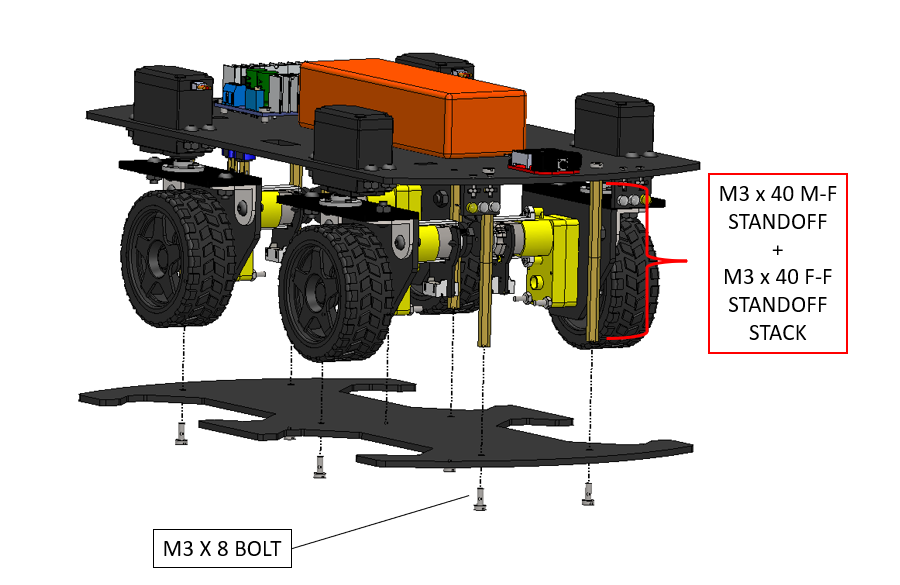 M3 x 40 M-F
STANDOFF
+
M3 x 40 F-F
STANDOFF
STACK
M3 X 8 BOLT